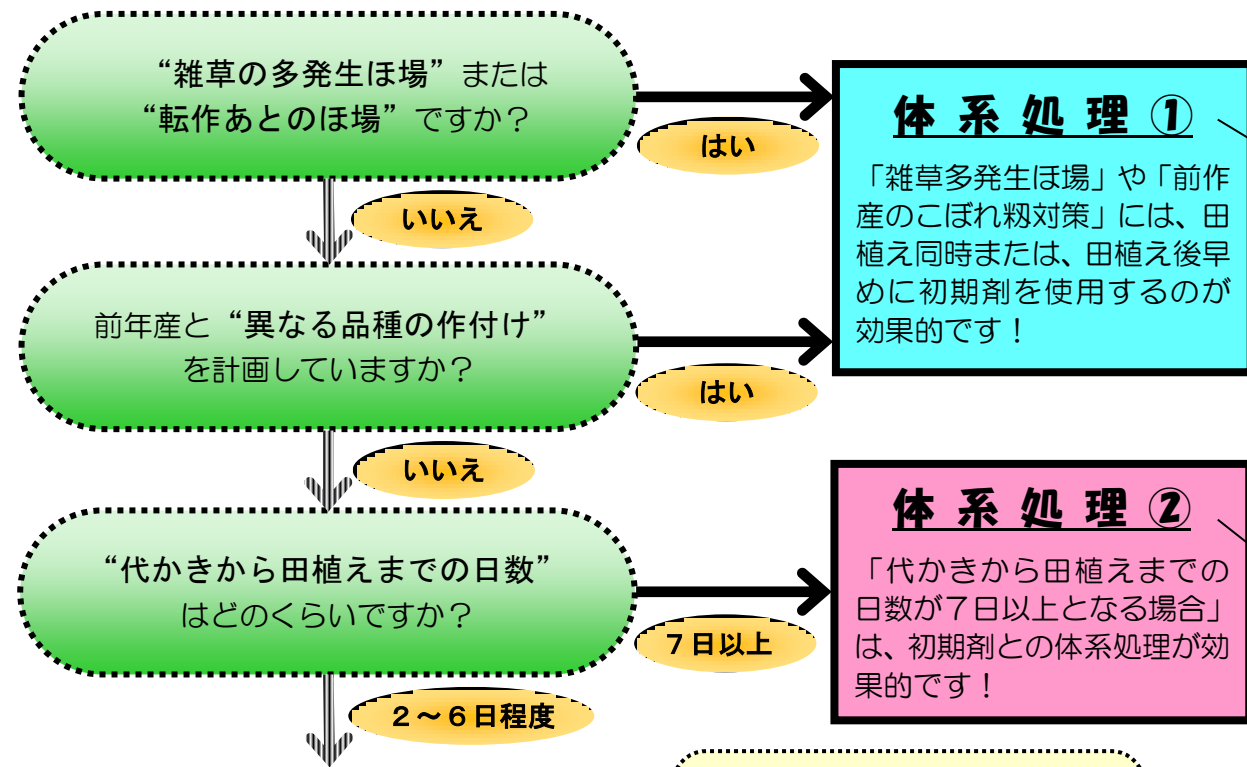 “雑草の多発生ほ場”または
“転作あとのほ場”ですか？
はい
いいえ
体系処理①
「雑草多発生ほ場」や「前作
産のこぼれ籾対策」には、田
植え同時または、田植え後早
めに初期剤を使用するのが
効果的です！
前年産と“異なる品種の作付け”
を計画していますか？
はい
いいえ
“代かきから田植えまでの日数”
はどのくらいですか？
７日以上
２～６日程度
体系処理②
「代かきから田植えまでの
日数が７日以上となる場合」
は、初期剤との体系処理が効
果的です！